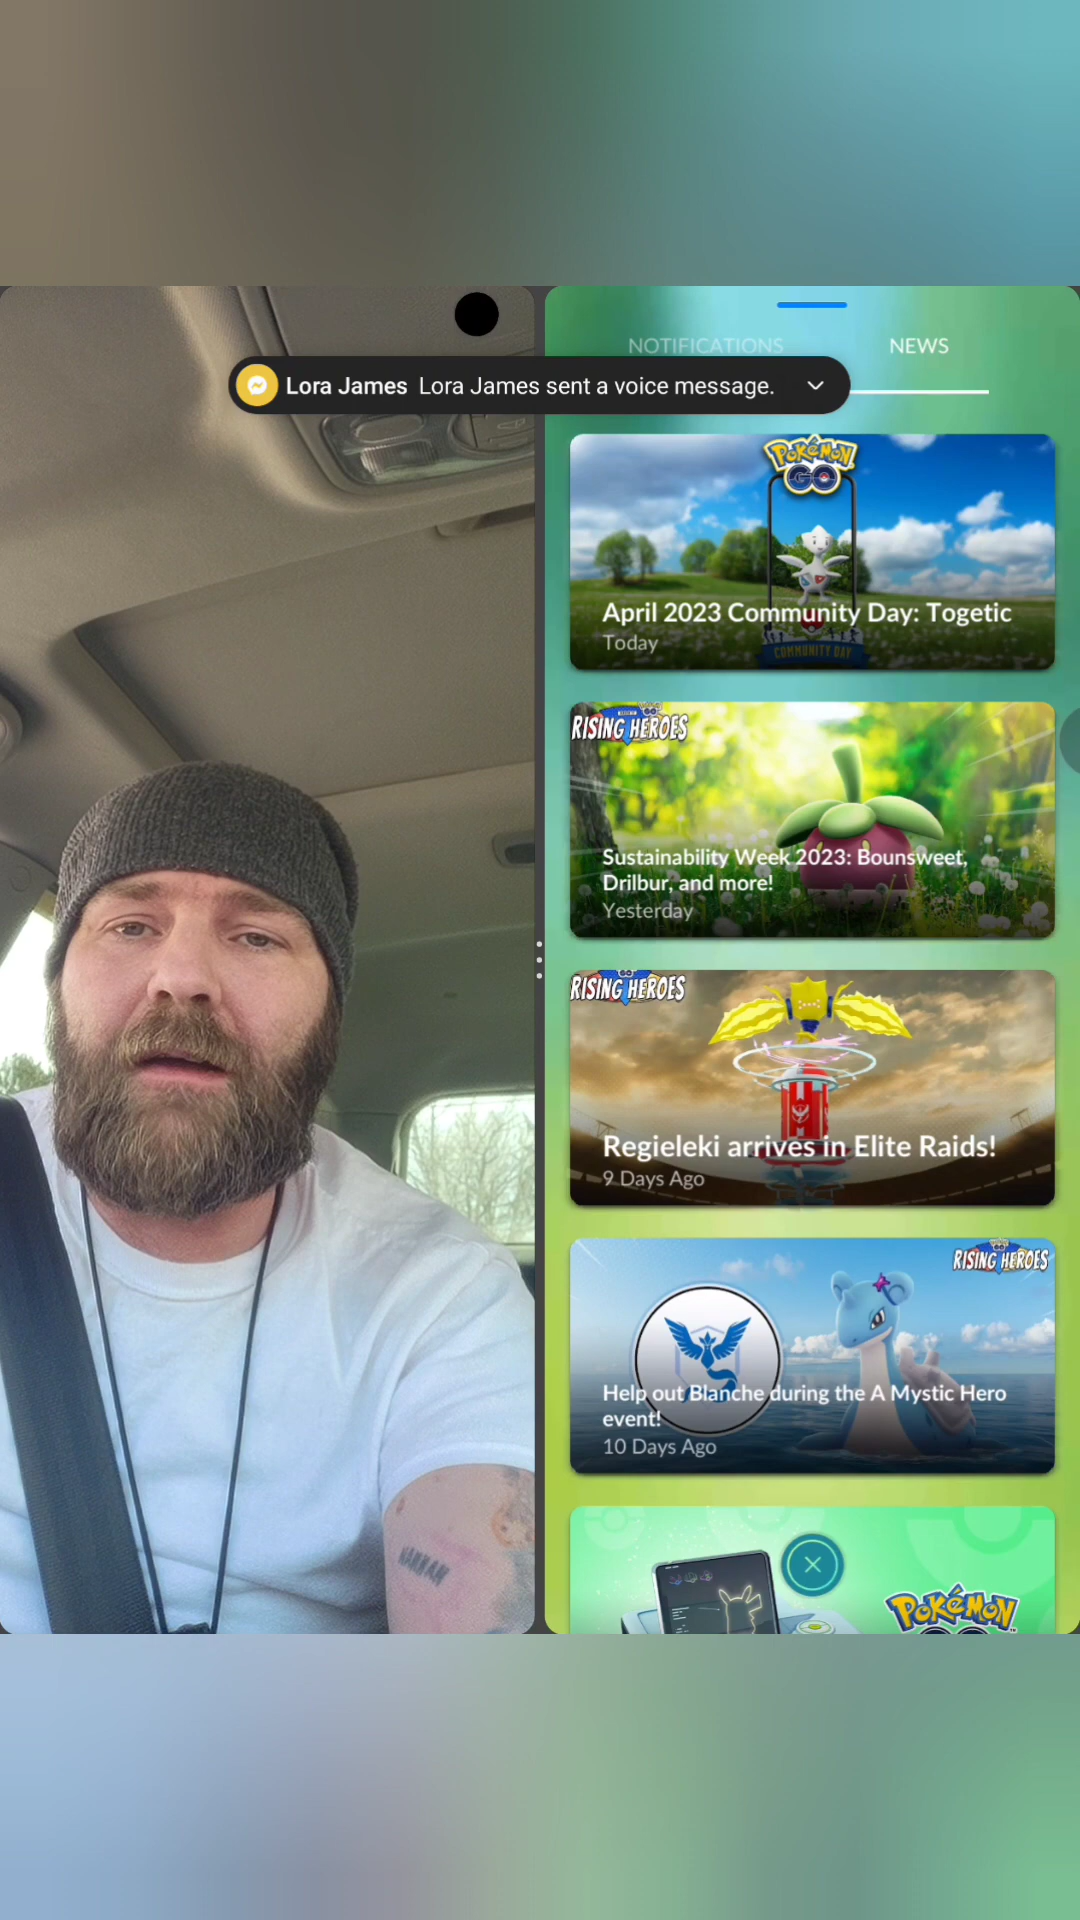 NOTIFICATIONS
NEWS
Lora James Lora James sent a voice message.
POKÉMON
GO
April 2023 Community Day: Togetic
Today
COMMUNITY DAY
RISING HEROES
Sustainability Week 2023: Bounsweet,
Drilbur, and more!
Yesterday
RISING HEROES
Regieleki arrives in Elite Raids!
9 Days Ago
RISING HEROES
Help out Blanche during the A Mystic Hero
event!
10 Days Ago
POKÉMON